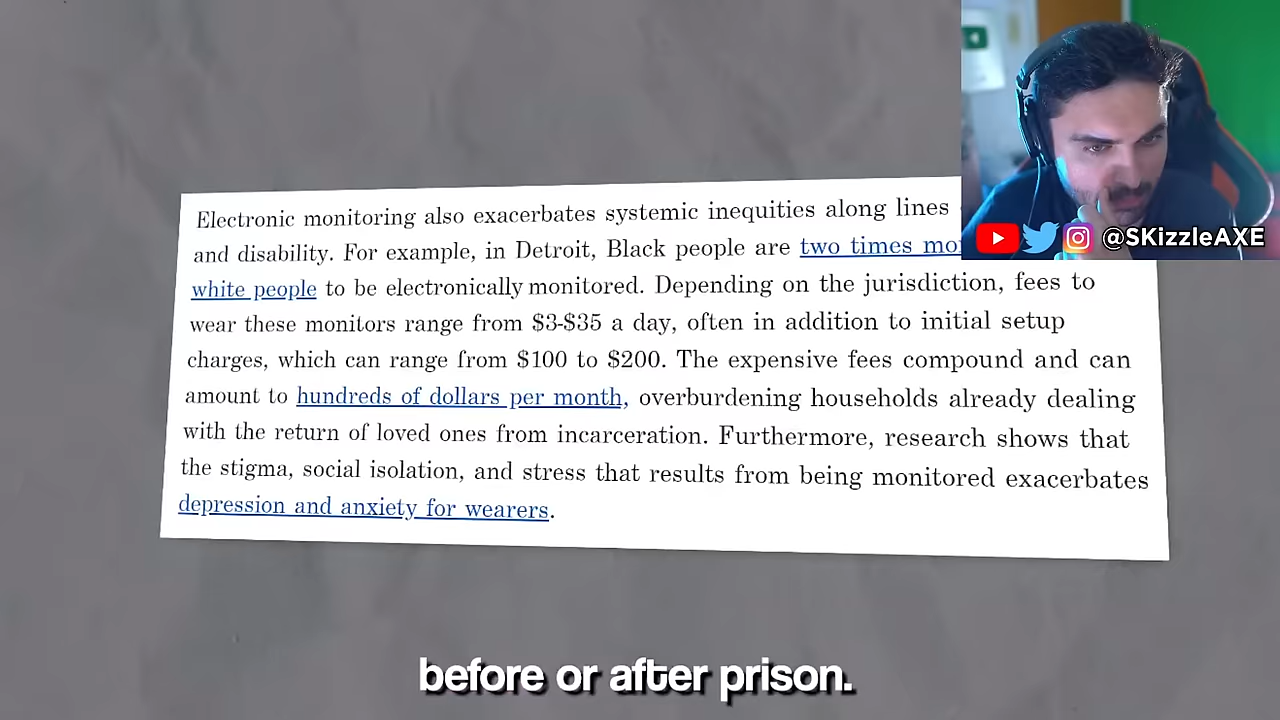 Electronic monitoring also exacerbates systemic inequities along lines
and disability. For example, in Detroit, Black people are two times
white people to be electronically monitored. Depending on the jurisdiction, fees to
wear these monitors range from $3-$35 a day, often in addition to initial setup
charges, which can range from $100 to $200. The expensive fees compound and can
amount to hundreds of dollars per month, overburdening households already dealing
with the return of loved ones from incarceration. Furthermore, research shows that
the stigma, social isolation, and stress that results from being monitored exacerbates
depression and anxiety for wearers.
@SKizzleAXE
before or after prison.